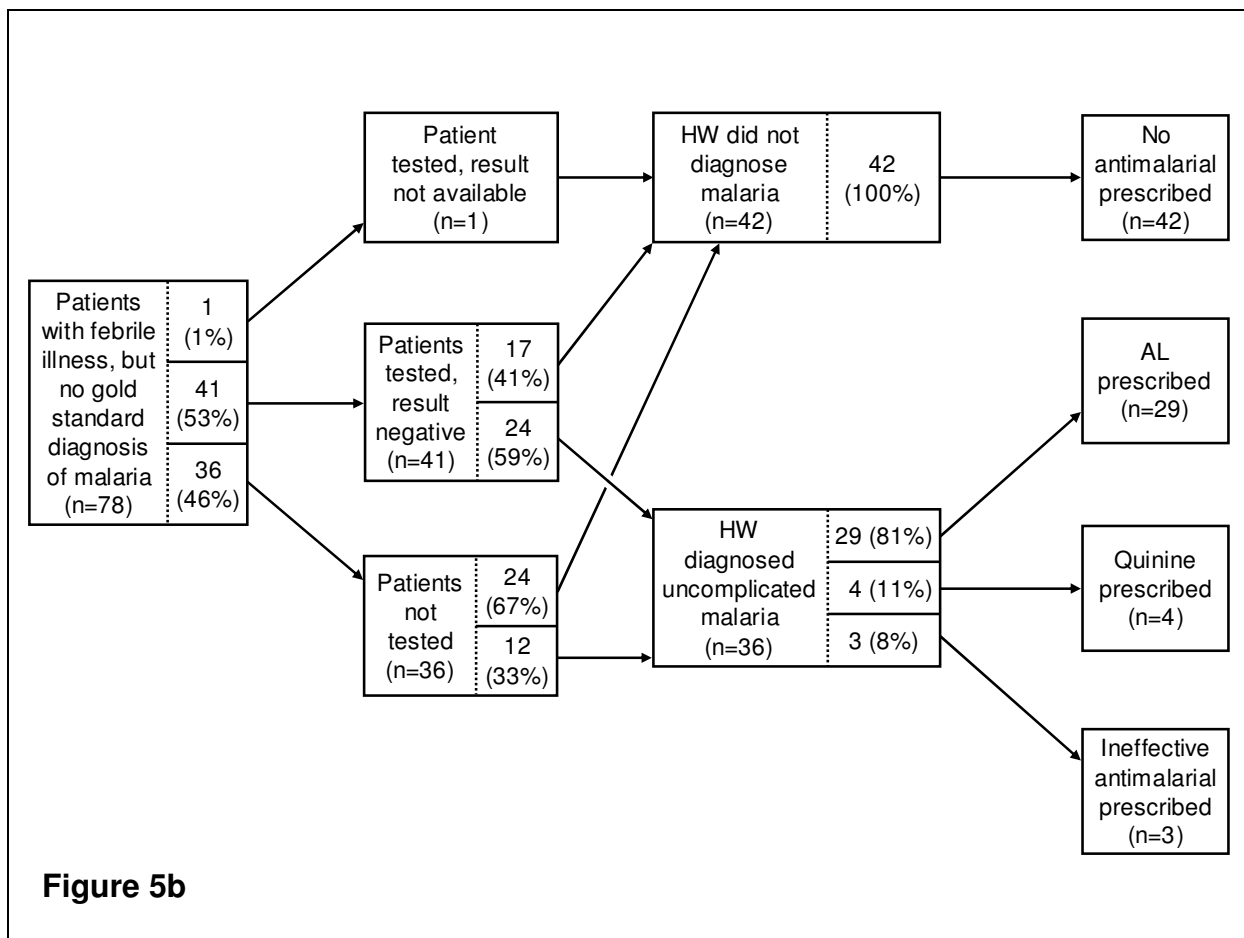 Patient
tested, result
not available
(n=1)
HW did not
diagnose
malaria
(n=42)
42
(100%)
No
antimalarial
prescribed
(n=42)
Patients
with febrile
illness, but
no gold
standard
diagnosis
of malaria
(n=78)
1
(1%)
41
(53%)
36
(46%)
Patients
tested,
result
negative
(n=41)
17
(41%)
24
(59%)
AL
prescribed
(n=29)
Patients
not
tested
(n=36)
24
(67%)
12
(33%)
HW
diagnosed
uncomplicated
malaria
(n=36)
29 (81%)
4 (11%)
3 (8%)
Quinine
prescribed
(n=4)
Ineffective
antimalarial
prescribed
(n=3)
Figure 5b